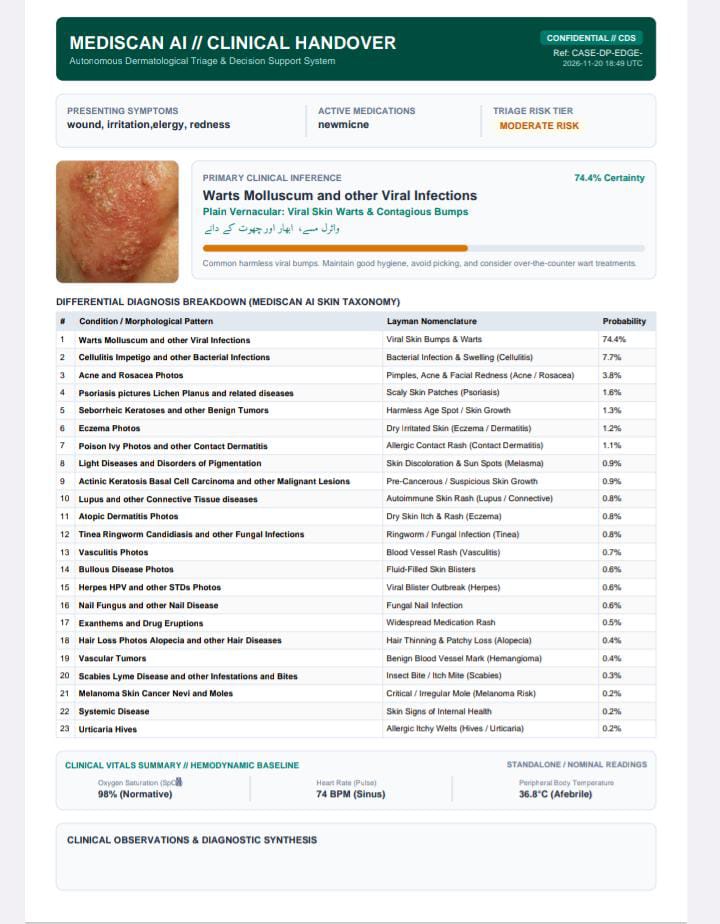 MEDISCAN AI // CLINICAL HANDOVER
CONFIDENTIAL // CDS
Autonomous Dermatological Triage & Decision Support System
Ref: CASE-DP-EDGE-
2026-11-20 18:49 UTC
PRESENTING SYMPTOMS
wound, irritation,elergy, redness
ACTIVE MEDICATIONS
newmicne
TRIAGE RISK TIER
MODERATE RISK
PRIMARY CLINICAL INFERENCE
74.4% Certainty
Warts Molluscum and other Viral Infections
Plain Vernacular: Viral Skin Warts & Contagious Bumps
وائرل مسے، ابھار اور چھوت کے دانے
Common harmless viral bumps. Maintain good hygiene, avoid picking, and consider over-the-counter wart treatments.
DIFFERENTIAL DIAGNOSIS BREAKDOWN (MEDISCAN AI SKIN TAXONOMY)
# Condition / Morphological Pattern Layman Nomenclature Probability
1 Warts Molluscum and other Viral Infections Viral Skin Bumps & Warts 74.4%
2 Cellulitis Impetigo and other Bacterial Infections Bacterial Infection & Swelling (Cellulitis) 7.7%
3 Acne and Rosacea Photos Pimples, Acne & Facial Redness (Acne / Rosacea) 3.8%
4 Psoriasis pictures Lichen Planus and related diseases Scaly Skin Patches (Psoriasis) 1.6%
5 Seborrheic Keratoses and other Benign Tumors Harmless Age Spot / Skin Growth 1.3%
6 Eczema Photos Dry Irritated Skin (Eczema / Dermatitis) 1.2%
7 Poison Ivy Photos and other Contact Dermatitis Allergic Contact Rash (Contact Dermatitis) 1.1%
8 Light Diseases and Disorders of Pigmentation Skin Discoloration & Sun Spots (Melasma) 0.9%
9 Actinic Keratosis Basal Cell Carcinoma and other Malignant Lesions Pre-Cancerous / Suspicious Skin Growth 0.9%
10 Lupus and other Connective Tissue diseases Autoimmune Skin Rash (Lupus / Connective) 0.8%
11 Atopic Dermatitis Photos Dry Skin Itch & Rash (Eczema) 0.8%
12 Tinea Ringworm Candidiasis and other Fungal Infections Ringworm / Fungal Infection (Tinea) 0.8%
13 Vasculitis Photos Blood Vessel Rash (Vasculitis) 0.7%
14 Bullous Disease Photos Fluid-Filled Skin Blisters 0.6%
15 Herpes HPV and other STDs Photos Viral Blister Outbreak (Herpes) 0.6%
16 Nail Fungus and other Nail Disease Fungal Nail Infection 0.6%
17 Exanthems and Drug Eruptions Widespread Medication Rash 0.5%
18 Hair Loss Photos Alopecia and other Hair Diseases Hair Thinning & Patchy Loss (Alopecia) 0.4%
19 Vascular Tumors Benign Blood Vessel Mark (Hemangioma) 0.4%
20 Scabies Lyme Disease and other Infestations and Bites Insect Bite / Itch Mite (Scabies) 0.3%
21 Melanoma Skin Cancer Nevi and Moles Critical / Irregular Mole (Melanoma Risk) 0.2%
22 Systemic Disease Skin Signs of Internal Health 0.2%
23 Urticaria Hives Allergic Itchy Welts (Hives / Urticaria) 0.2%
CLINICAL VITALS SUMMARY // HEMODYNAMIC BASELINE
STANDALONE / NOMINAL READINGS
Oxygen Saturation
98% (Normative)
Heart Rate (Pulse)
74 BPM (Sinus)
Peripheral Body Temperature
36.8°C (Afebrile)
CLINICAL OBSERVATIONS & DIAGNOSTIC SYNTHESIS